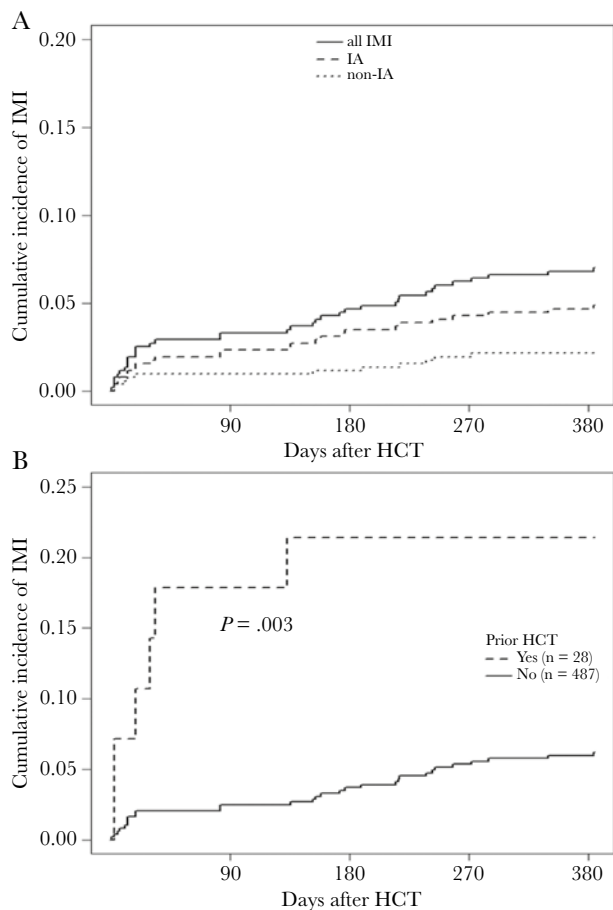 A
0.20
0.15
0.10
0.05
0.00
Cumulative incidence of IMI
all IMI
IA
non-IA
90
180
270
380
Days after HCT
B
0.25
0.20
0.15
0.10
0.05
0.00
Cumulative incidence of IMI
P = .003
Prior HCT
Yes (n = 28)
No (n = 487)
90
180
270
380
Days after HCT